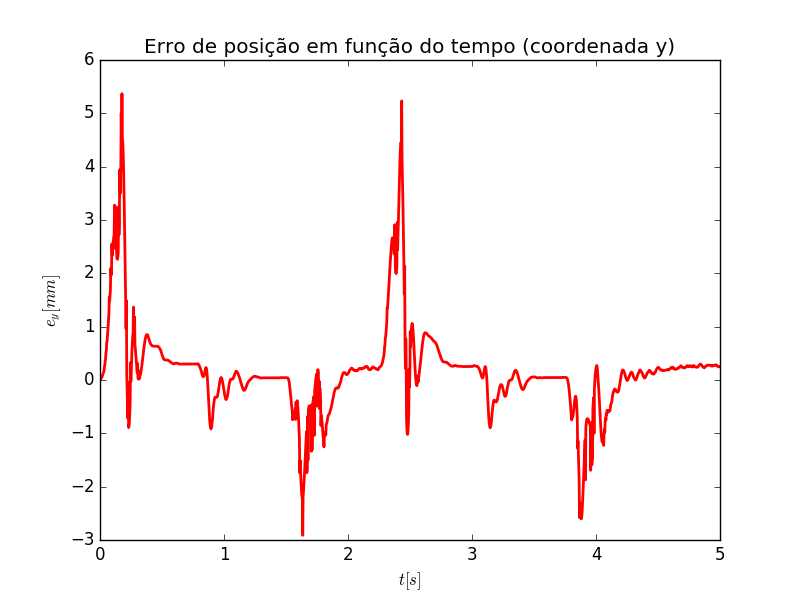 Erro de posição em função do tempo (coordenada y)
6
5
4
3
2
1
0
−1
−2
−3
e_y[mm]
0 1 2 3 4 5
t[s]